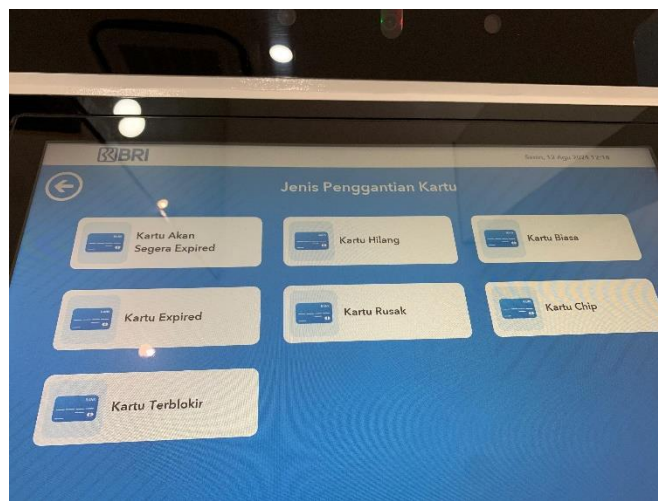 BRI
Jenis Penggantian Kartu
Kartu Akan
Segera Expired
Kartu Hilang
Kartu Biasa
Kartu Expired
Kartu Rusak
Kartu Chip
Kartu Terblokir